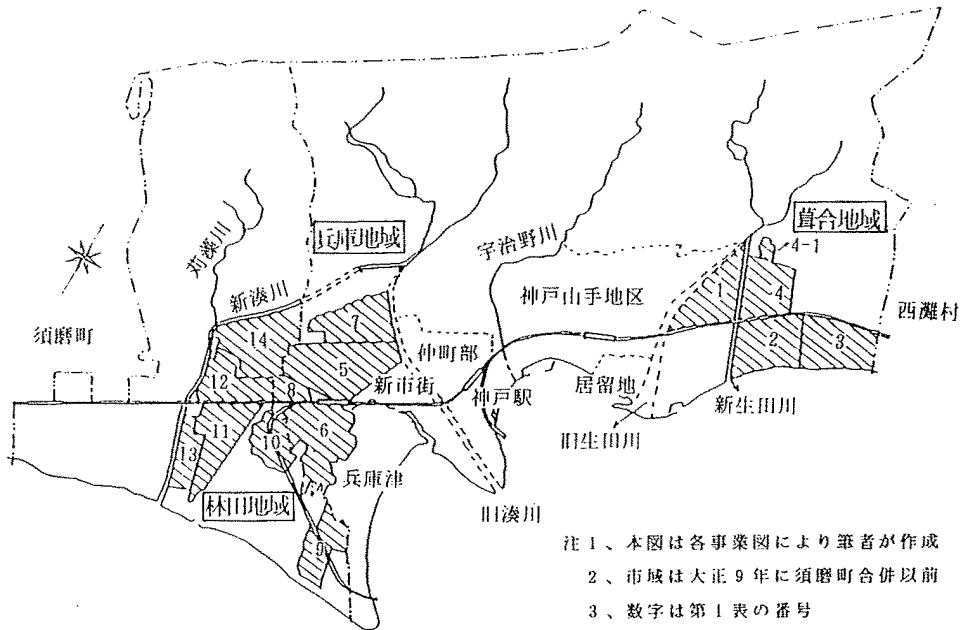 葺合地域
4-1
兵庫地域
宇治野川
苅藻川
神戸山手地区
1
4
西灘村
新湊川
須磨町
7
14
仲町部
2
3
5
12
新市街
神戸駅
居留地
8
新生田川
旧生田川
6
11
10
13
兵庫津
林田地域
旧湊川
9
注1、本図は各事業図により筆者が作成
2、市域は大正9年に須磨町合併以前
3、数字は第1表の番号